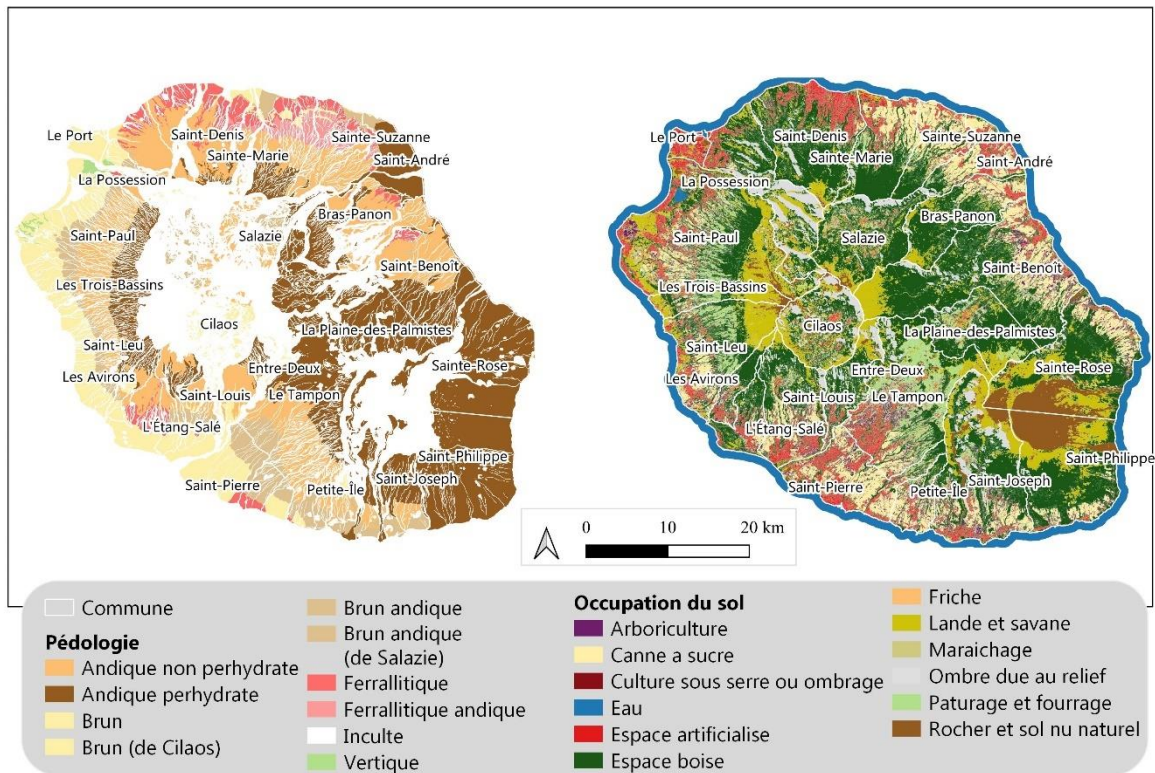 Le Port
Saint-Denis
Sainte-Marie
Sainte-Suzanne
Saint-André
La Possession
Bras-Panon
Saint-Paul
Salazie
Saint-Benoît
Les Trois-Bassins
Cilaos
La Plaine-des-Palmistes
Saint-Leu
Entre-Deux
Sainte-Rose
Les Avirons
Saint-Louis
Le Tampon
L'Étang-Salé
Saint-Philippe
Saint-Pierre
Petite-Île
Saint-Joseph
Le Port
Saint-Denis
Sainte-Suzanne
Sainte-Marie
Saint-André
La Possession
Bras-Panon
Saint-Paul
Salazie
Saint-Benoît
Les Trois-Bassins
Cilaos
La Plaine-des-Palmistes
Saint-Leu
Entre-Deux
Sainte-Rose
Les Avirons
Le Tampon
Saint-Louis
L'Étang-Salé
Saint-Philippe
Saint-Pierre
Petite-Île
Saint-Joseph
0 10 20 km
Commune
Pédologie
Andique non perhydrate
Andique perhydrate
Brun
Brun (de Cilaos)
Brun andique
Brun andique
(de Salazie)
Ferrallitique
Ferrallitique andique
Inculte
Vertique
Occupation du sol
Arboriculture
Canne a sucre
Culture sous serre ou ombrage
Eau
Espace artificialise
Espace boise
Friche
Lande et savane
Maraichage
Ombre due au relief
Paturage et fourrage
Rocher et sol nu naturel